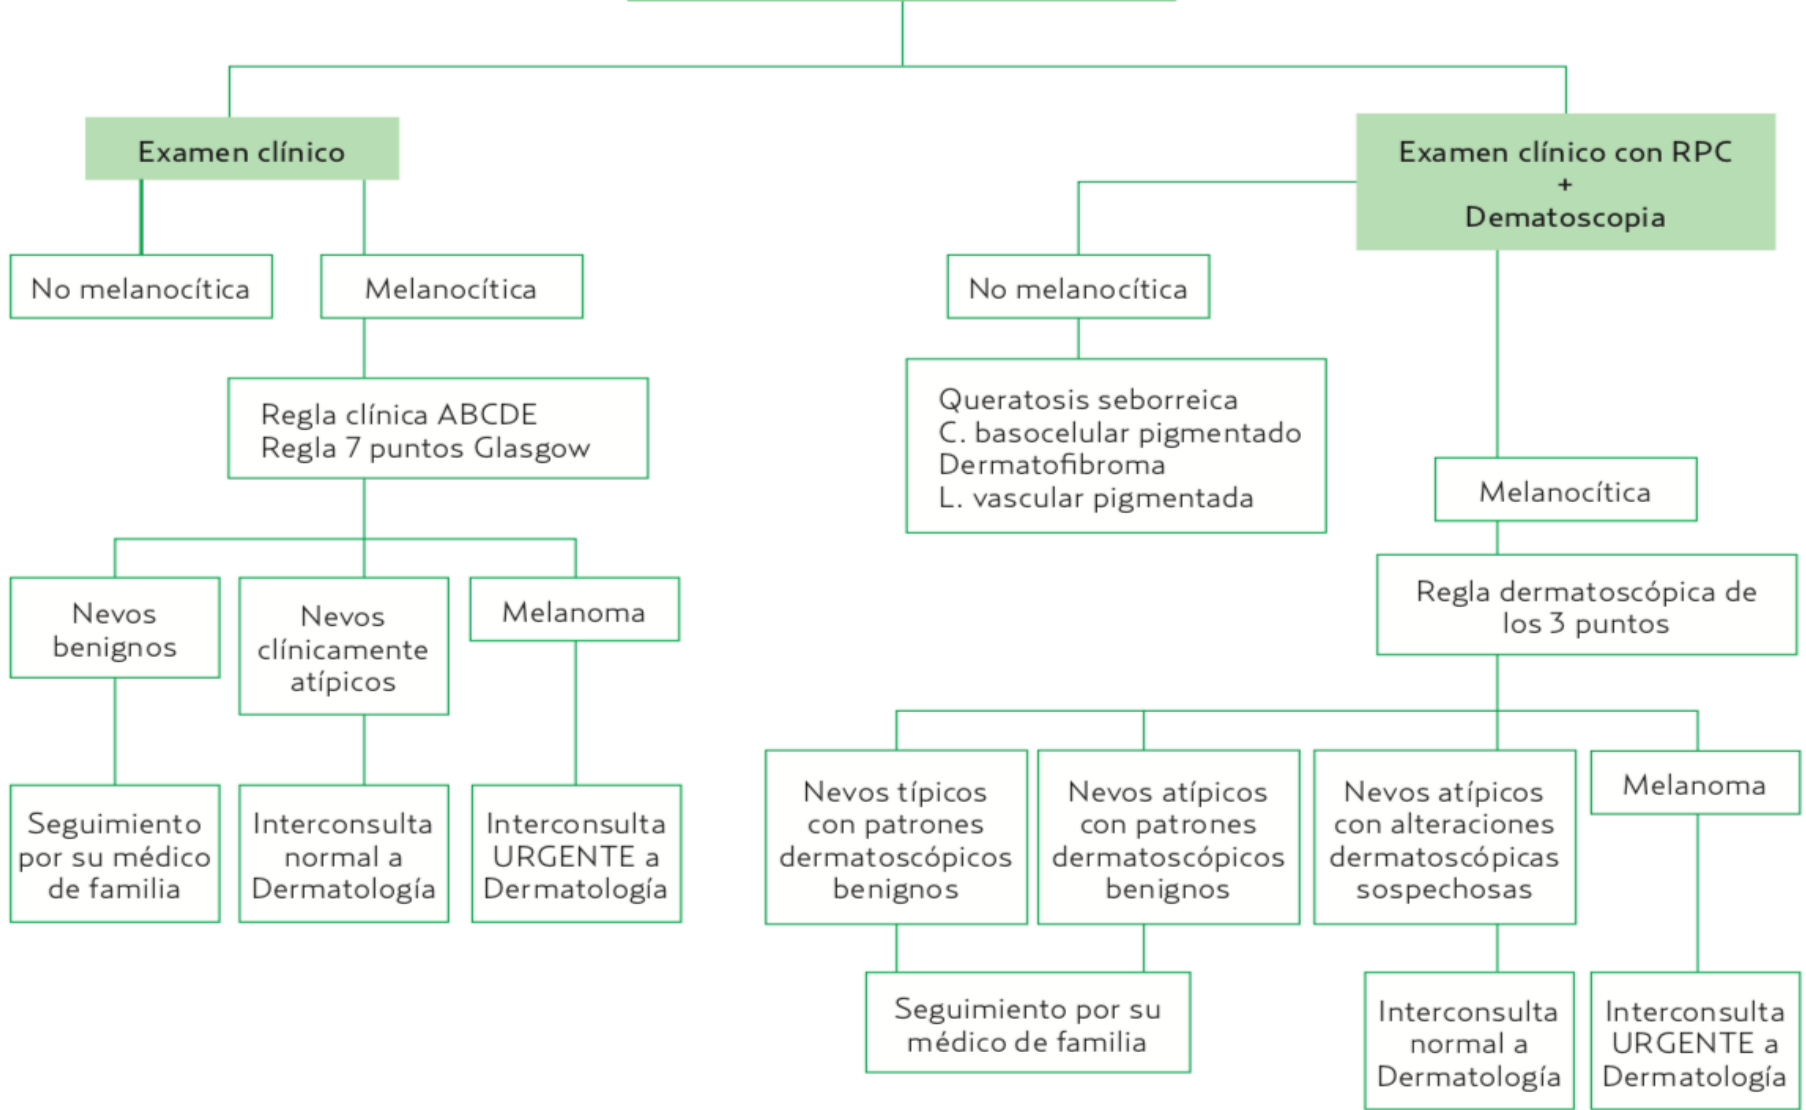 Examen clínico
No melanocítica
Melanocítica
Regla clínica ABCDE
Regla 7 puntos Glasgow
Nevos
benignos
Nevos
clínicamente
atípicos
Melanoma
Seguimiento
por su médico
de familia
Interconsulta
normal a
Dermatología
Interconsulta
URGENTE a
Dermatología
Examen clínico con RPC
+
Dematoscopia
No melanocítica
Queratosis seborreica
C. basocelular pigmentado
Dermatofibroma
L. vascular pigmentada
Melanocítica
Regla dermatoscópica de
los 3 puntos
Nevos típicos
con patrones
dermatoscópicos
benignos
Nevos atípicos
con patrones
dermatoscópicos
benignos
Nevos atípicos
con alteraciones
dermatoscópicas
sospechosas
Melanoma
Seguimiento por su
médico de familia
Interconsulta
normal a
Dermatología
Interconsulta
URGENTE a
Dermatología